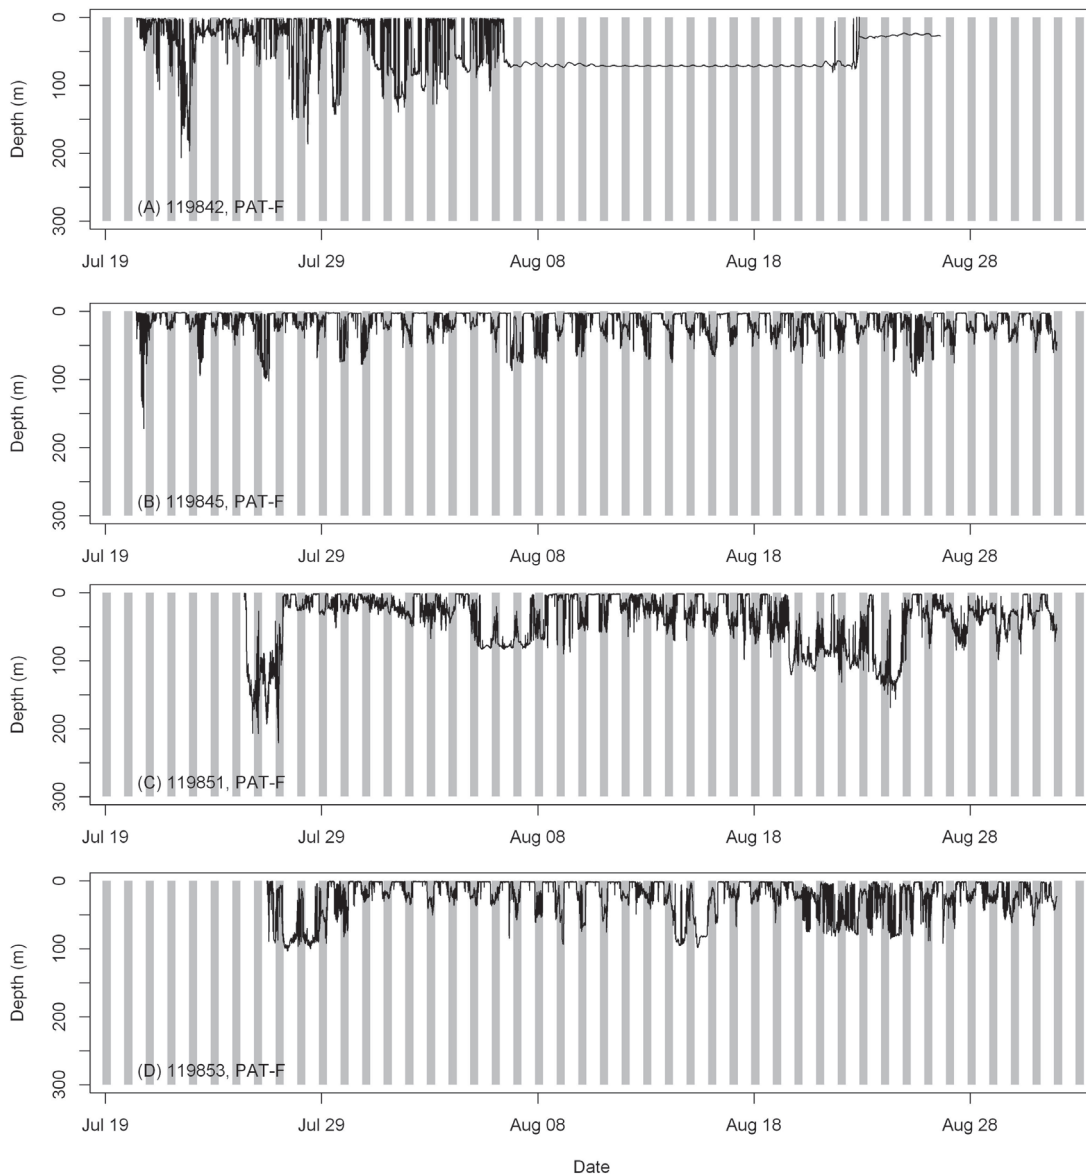 0
100
200
300
Depth (m)
(A) 119842, PAT-F
Jul 19 Jul 29 Aug 08 Aug 18 Aug 28
0
100
200
300
Depth (m)
(B) 119845, PAT-F
Jul 19 Jul 29 Aug 08 Aug 18 Aug 28
0
100
200
300
Depth (m)
(C) 119851, PAT-F
Jul 19 Jul 29 Aug 08 Aug 18 Aug 28
0
100
200
300
Depth (m)
(D) 119853, PAT-F
Jul 19 Jul 29 Aug 08 Aug 18 Aug 28
Date